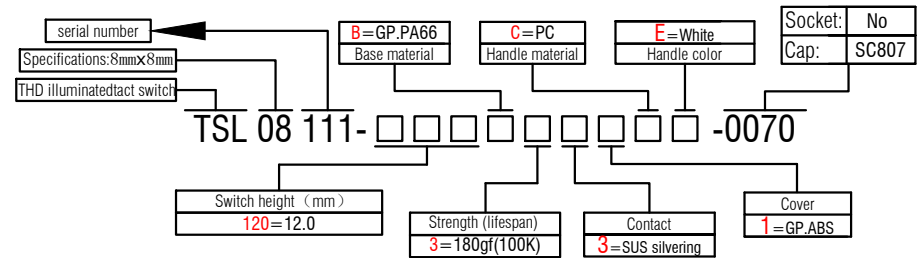 serial number
Specifications:8mm×8mm
THD illuminatedtact switch
B=GP.PA66
Base material
C=PC
Handle material
E=White
Handle color
Socket: No
Cap: SC807
TSL 08 111-□□□□□□□□□-0070
Switch height（mm）
120=12.0
Strength (lifespan)
3=180gf(100K)
Contact
3=SUS silvering
Cover
1=GP.ABS